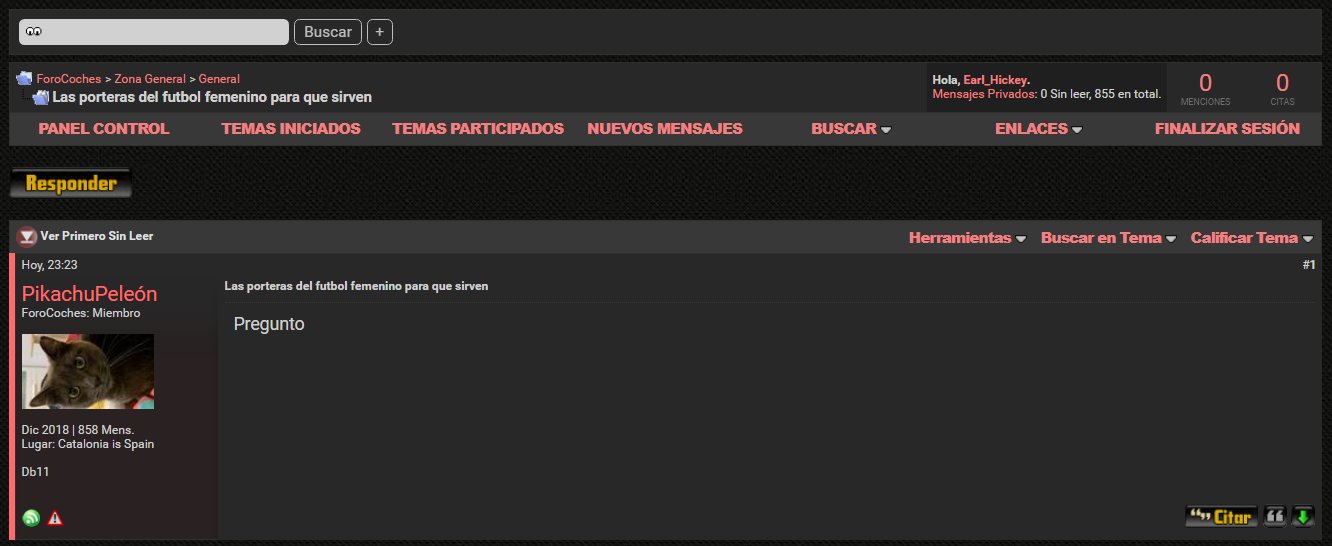 Buscar +
ForoCoches > Zona General > General
Las porteras del futbol femenino para que sirven
Hola, Earl_Hickey.
Mensajes Privados: 0 Sin leer, 855 en total.
0
MENCIONES
0
CITAS
PANEL CONTROL TEMAS INICIADOS TEMAS PARTICIPADOS NUEVOS MENSAJES BUSCAR ENLACES FINALIZAR SESIÓN
Responder
Ver Primero Sin Leer Herramientas Buscar en Tema Calificar Tema
Hoy, 23:23 #1
PikachuPeleón
ForoCoches: Miembro
Dic 2018 | 858 Mens.
Lugar: Catalonia is Spain
Db11
Las porteras del futbol femenino para que sirven
Pregunto
Citar